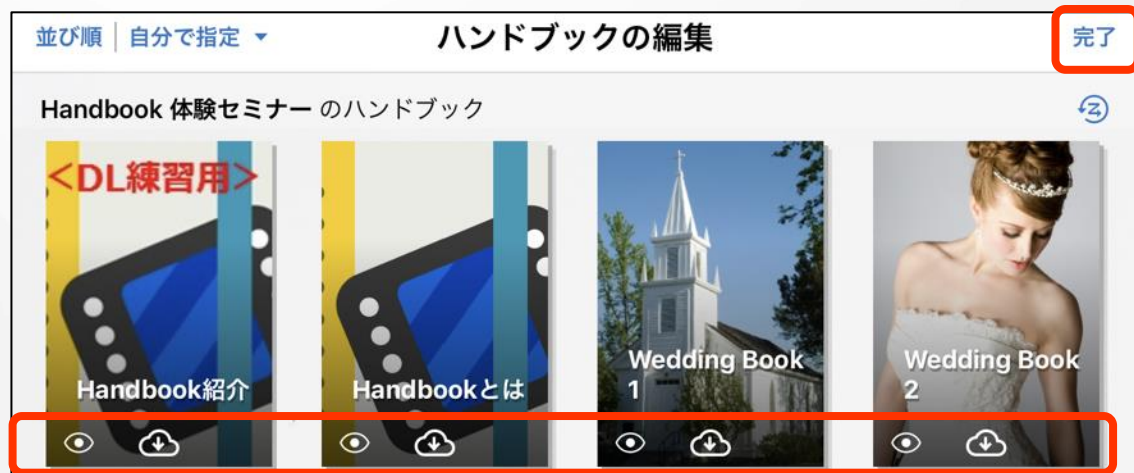 並び順 | 自分で指定 ▼
ハンドブックの編集
完了
Handbook 体験セミナー のハンドブック
＜DL練習用＞
Handbook紹介
Handbookとは
Wedding Book
1
Wedding Book
2